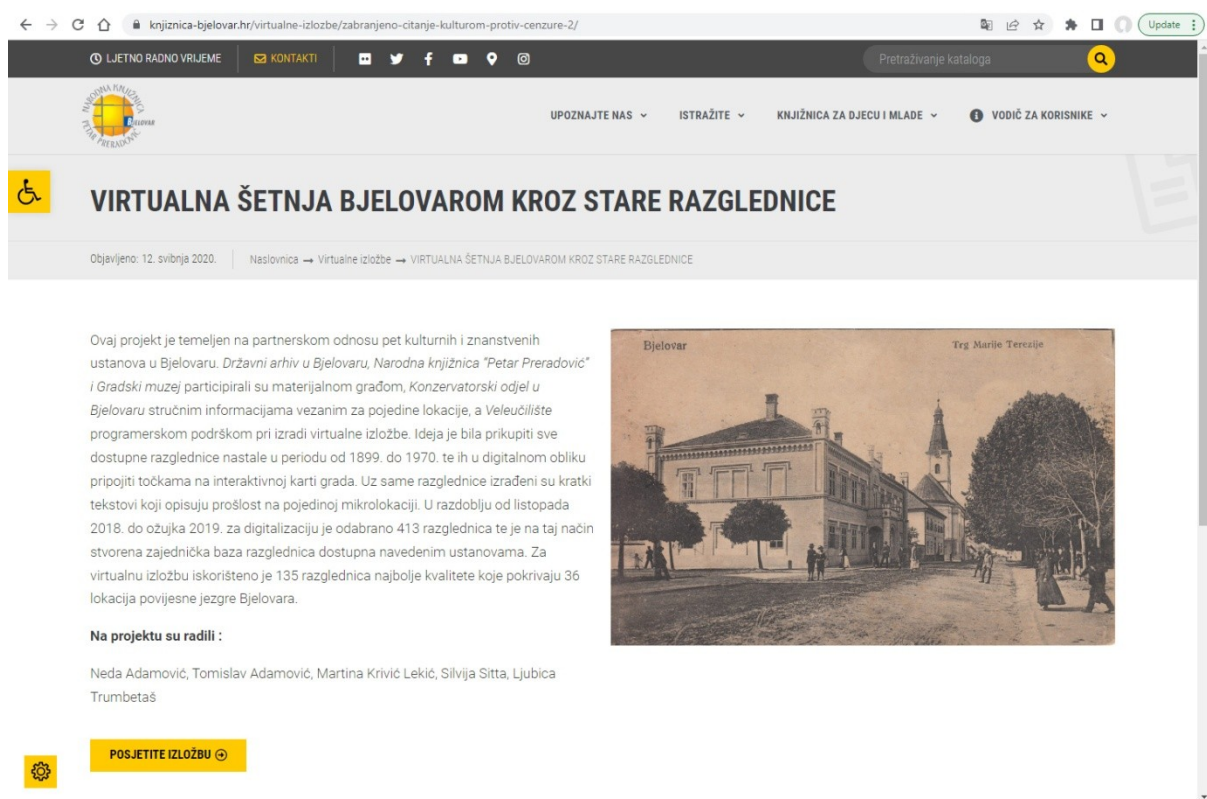 knjiznica-bjelovar.hr/virtualne-izlozbe/zabranjeno-citanje-kulturom-protiv-cenzure-2/
Update
LJETNO RADNO VRIJEME
KONTAKTI
Pretraživanje kataloga
NARODNA KNJIŽNICA
BJELOVAR
PETAR PRERADOVIĆ
UPOZNAJTE NAS
ISTRAŽITE
KNJIŽNICA ZA DJECU I MLADE
VODIČ ZA KORISNIKE
VIRTUALNA ŠETNJA BJELOVAROM KROZ STARE RAZGLEDNICE
Objavljeno: 12. svibnja 2020.
Naslovnica → Virtualne izložbe → VIRTUALNA ŠETNJA BJELOVAROM KROZ STARE RAZGLEDNICE
Ovaj projekt je temeljen na partnerskom odnosu pet kulturnih i znanstvenih
ustanova u Bjelovaru. Državni arhiv u Bjelovaru, Narodna knjižnica "Petar Preradović"
i Gradski muzej participirali su materijalnom građom, Konzervatorski odjel u
Bjelovaru stručnim informacijama vezanim za pojedine lokacije, a Veleučilište
programerskom podrškom pri izradi virtualne izložbe. Ideja je bila prikupiti sve
dostupne razglednice nastale u periodu od 1899. do 1970. te ih u digitalnom obliku
pripojiti točkama na interaktivnoj karti grada. Uz same razglednice izrađeni su kratki
tekstovi koji opisuju prošlost na pojedinoj mikrolokaciji. U razdoblju od listopada
2018. do ožujka 2019. za digitalizaciju je odabrano 413 razglednica te je na taj način
stvorena zajednička baza razglednica dostupna navedenim ustanovama. Za
virtualnu izložbu iskorišteno je 135 razglednica najbolje kvalitete koje pokrivaju 36
lokacija povijesne jezgre Bjelovara.
Na projektu su radili :
Neda Adamović, Tomislav Adamović, Martina Krivić Lekić, Silvija Sitta, Ljubica
Trumbetaš
POSJETITE IZLOŽBU
Bjelovar
Trg Marije Terezije